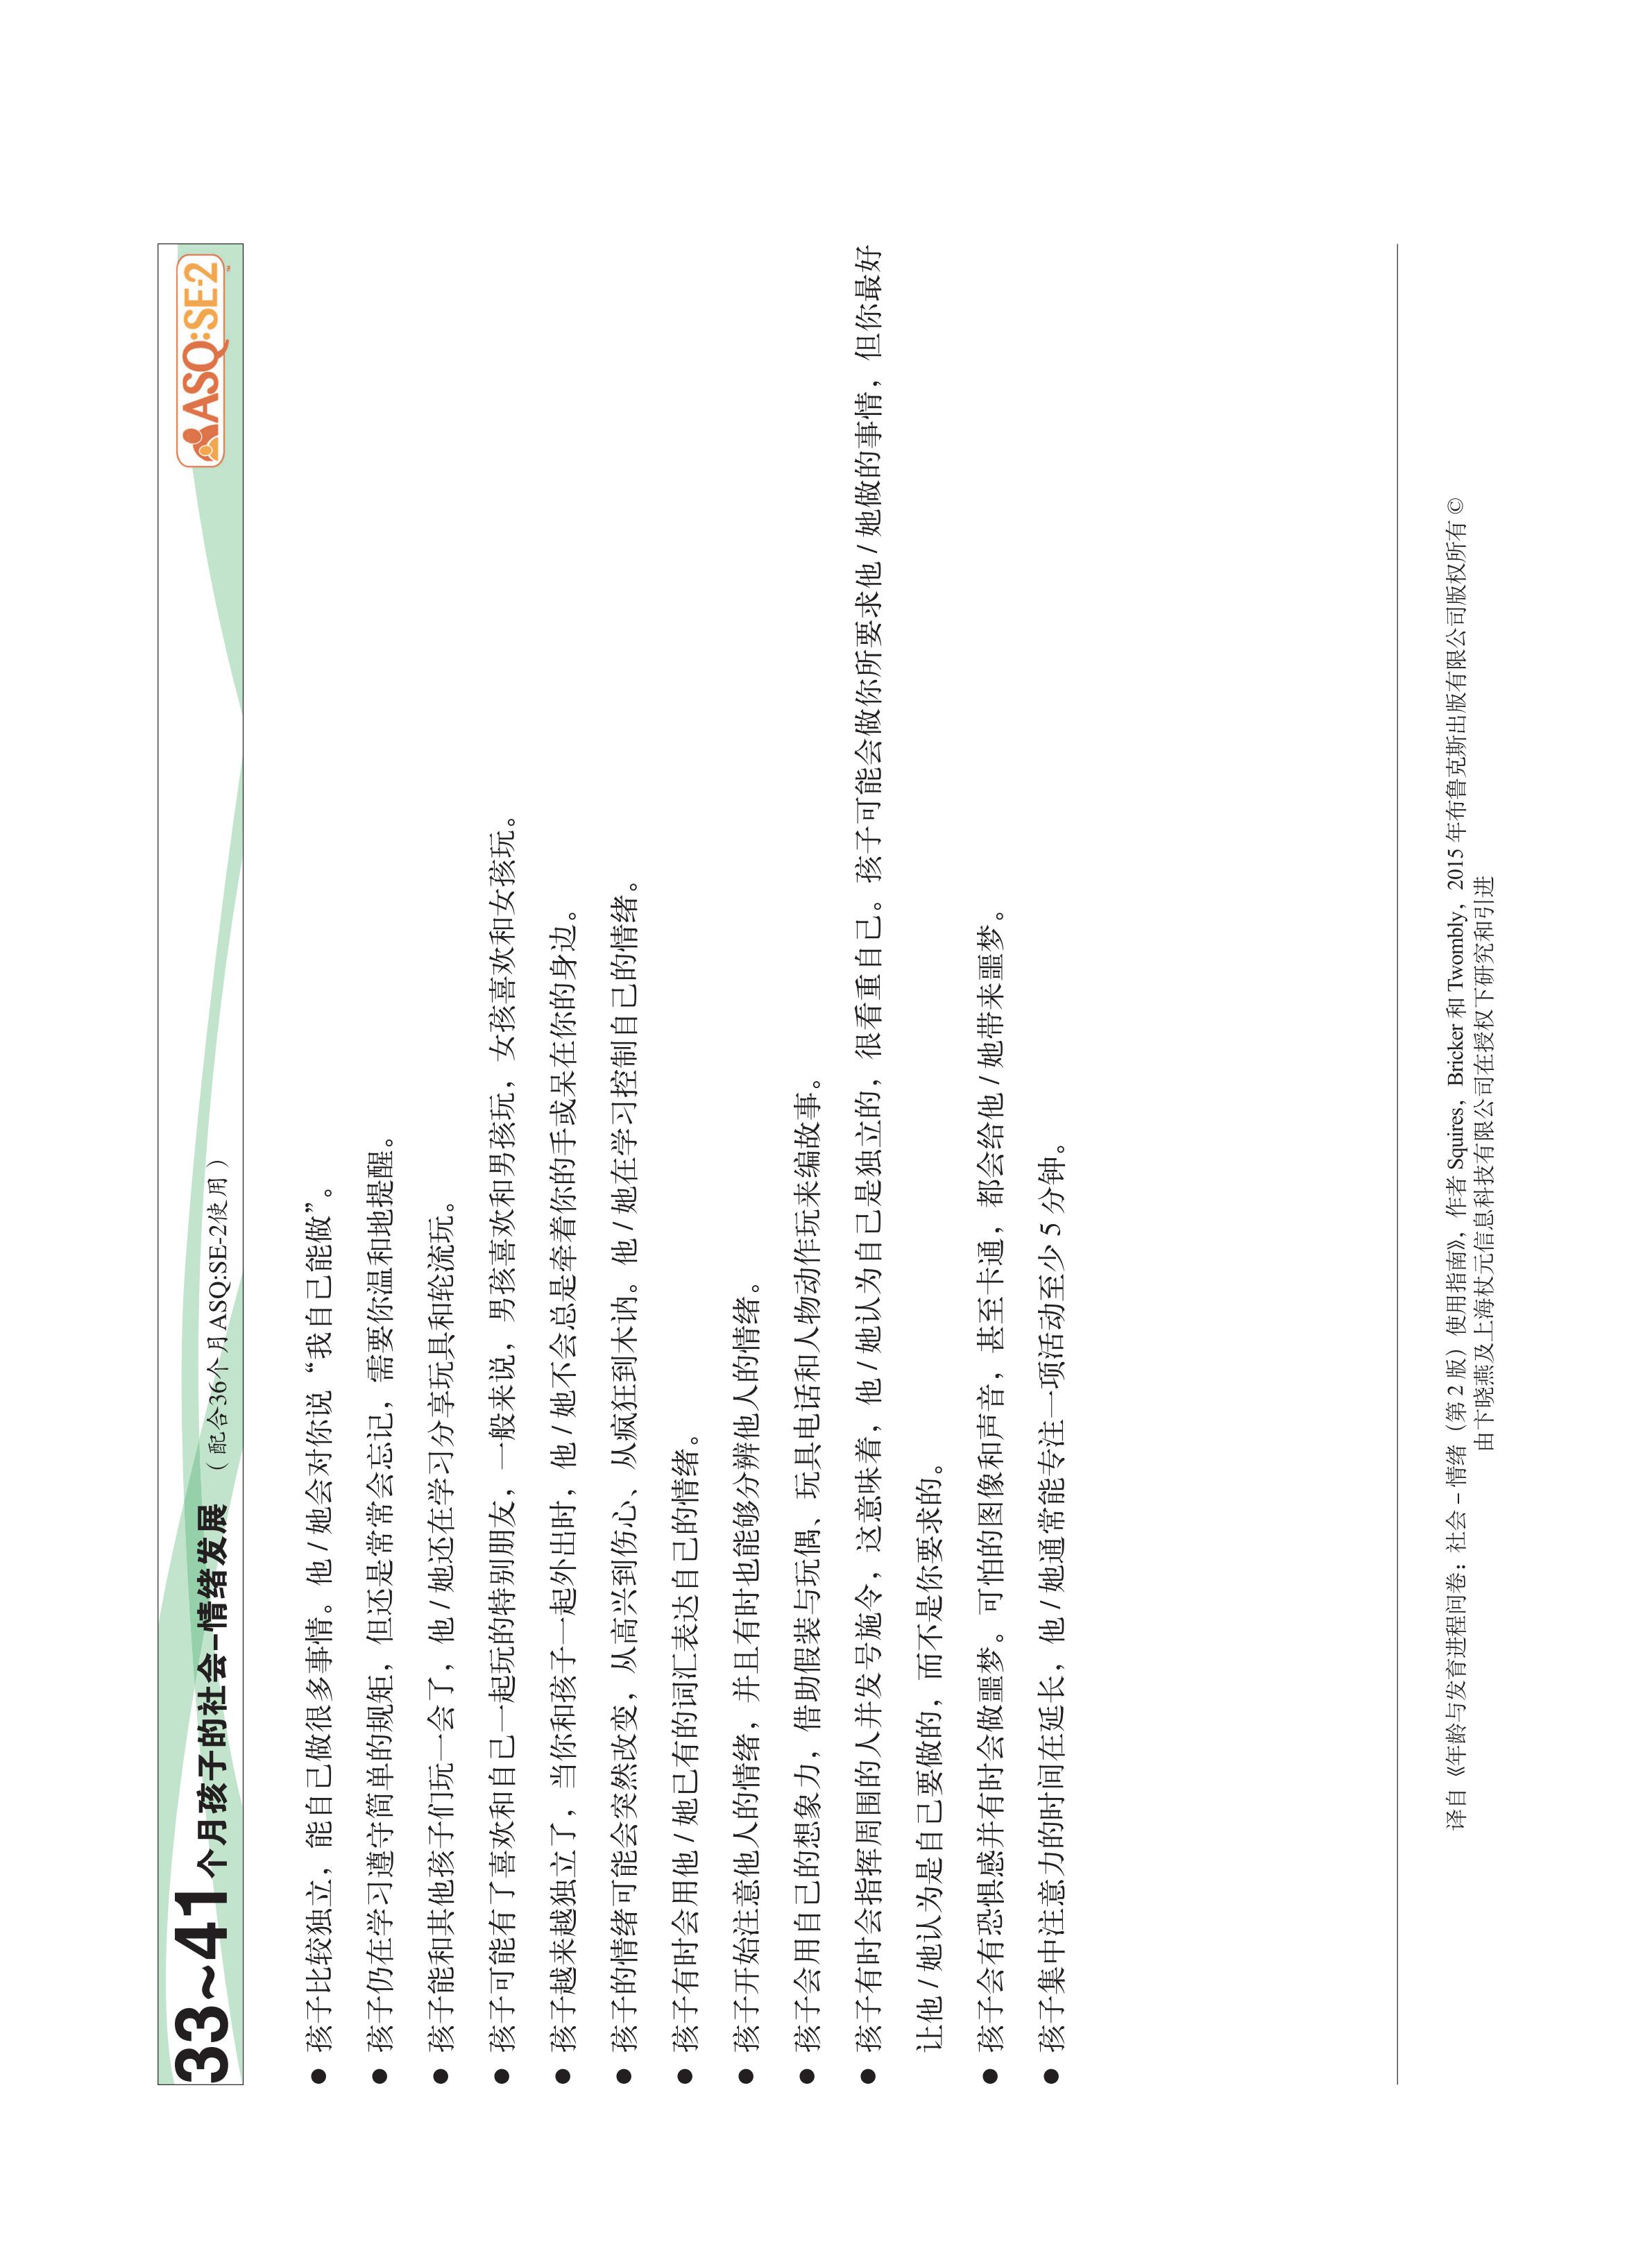 33~41个月孩子的社会-情绪发展 （配合36个月ASQ:SE-2使用）
ASQ:SE-2™
● 孩子比较独立，能自己做很多事情。他 / 她会对你说“我自己能做”。
● 孩子仍在学习遵守简单的规矩，但还是常常会忘记，需要你温和地提醒。
● 孩子能和其他孩子们玩一会了，他 / 她还在学习分享玩具和轮流玩。
● 孩子可能有了喜欢和自己一起玩的特别朋友，一般来说，男孩喜欢和男孩玩，女孩喜欢和女孩玩。
● 孩子越来越独立了，当你和孩子一起外出时，他 / 她不会总是牵着你的手或呆在你的身边。
● 孩子的情绪可能会突然改变，从高兴到伤心、从疯狂到木讷。他 / 她在学习控制自己的情绪。
● 孩子有时会用他 / 她已有的词汇表达自己的情绪。
● 孩子开始注意他人的情绪，并且有时也能够分辨他人的情绪。
● 孩子会用自己的想象力，借助假装与玩偶、玩具电话和人物动作玩来编故事。
● 孩子有时会指挥周围的人并发号施令，这意味着，他 / 她认为自己是独立的，很看重自己。孩子可能会做你所要求他 / 她做的事情，但你最好
让他 / 她认为是自己要做的，而不是你要求的。
● 孩子会有恐惧感并有时会做噩梦。可怕的图像和声音，甚至卡通，都会给他 / 她带来噩梦。
● 孩子集中注意力的时间在延长，他 / 她通常能专注一项活动至少 5 分钟。
译自《年龄与发育进程问卷：社会 – 情绪（第 2 版）使用指南》，作者 Squires，Bricker 和 Twombly，2015 年布鲁克斯出版有限公司版权所有 ©
由卞晓燕及上海杖元信息科技有限公司在授权下研究和引进